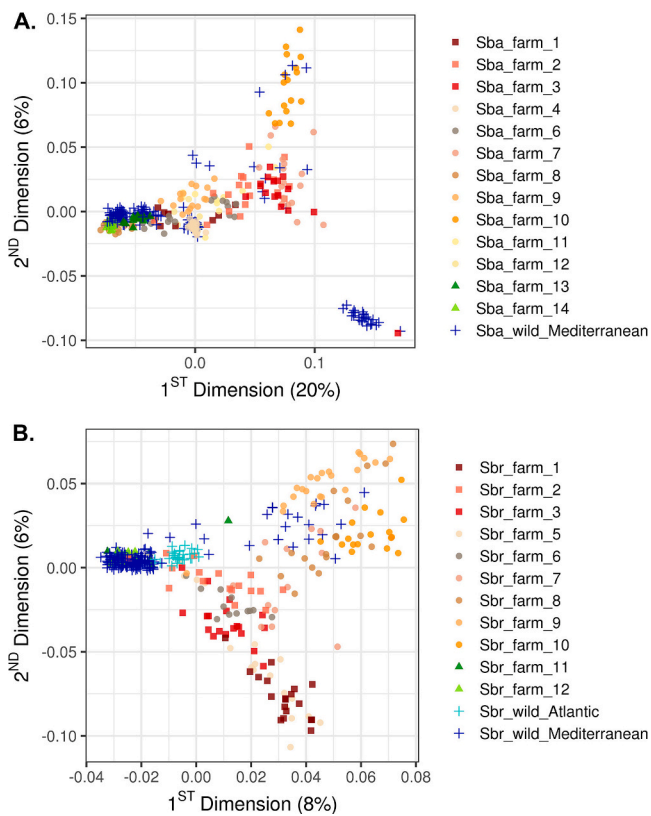 A.
0.15
0.10
0.05
0.00
-0.05
-0.10
2ND Dimension (6%)
0.0
0.1
1ST Dimension (20%)
Sba_farm_1
Sba_farm_2
Sba_farm_3
Sba_farm_4
Sba_farm_6
Sba_farm_7
Sba_farm_8
Sba_farm_9
Sba_farm_10
Sba_farm_11
Sba_farm_12
Sba_farm_13
Sba_farm_14
Sba_wild_Mediterranean
B.
0.05
0.00
-0.05
-0.10
2ND Dimension (6%)
-0.04
-0.02
0.00
0.02
0.04
0.06
0.08
1ST Dimension (8%)
Sbr_farm_1
Sbr_farm_2
Sbr_farm_3
Sbr_farm_5
Sbr_farm_6
Sbr_farm_7
Sbr_farm_8
Sbr_farm_9
Sbr_farm_10
Sbr_farm_11
Sbr_farm_12
Sbr_wild_Atlantic
Sbr_wild_Mediterranean